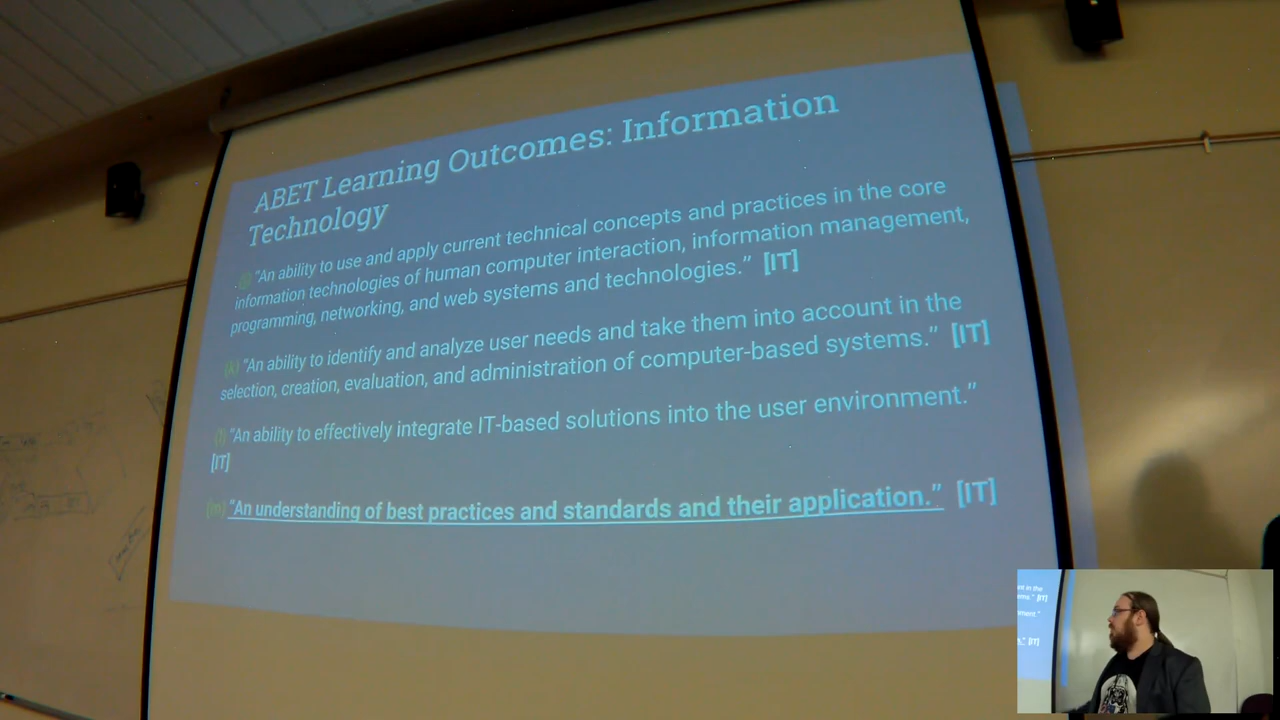 ABET Learning Outcomes: Information
Technology
(j) "An ability to use and apply current technical concepts and practices in the core
information technologies of human computer interaction, information management,
programming, networking, and web systems and technologies." [IT]
(k) "An ability to identify and analyze user needs and take them into account in the
selection, creation, evaluation, and administration of computer-based systems." [IT]
(l) "An ability to effectively integrate IT-based solutions into the user environment."
[IT]
(m) "An understanding of best practices and standards and their application." [IT]
[IT]
[IT]